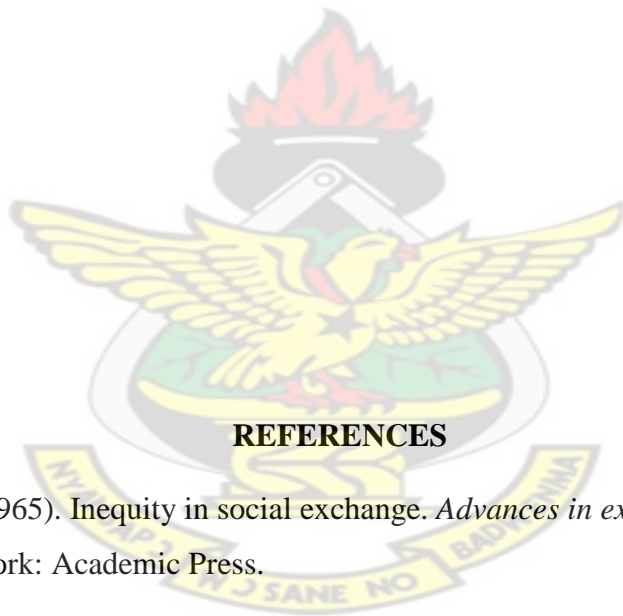 REFERENCES
965). Inequity in social exchange. Advances in ex
ork: Academic Press.
SANE NO